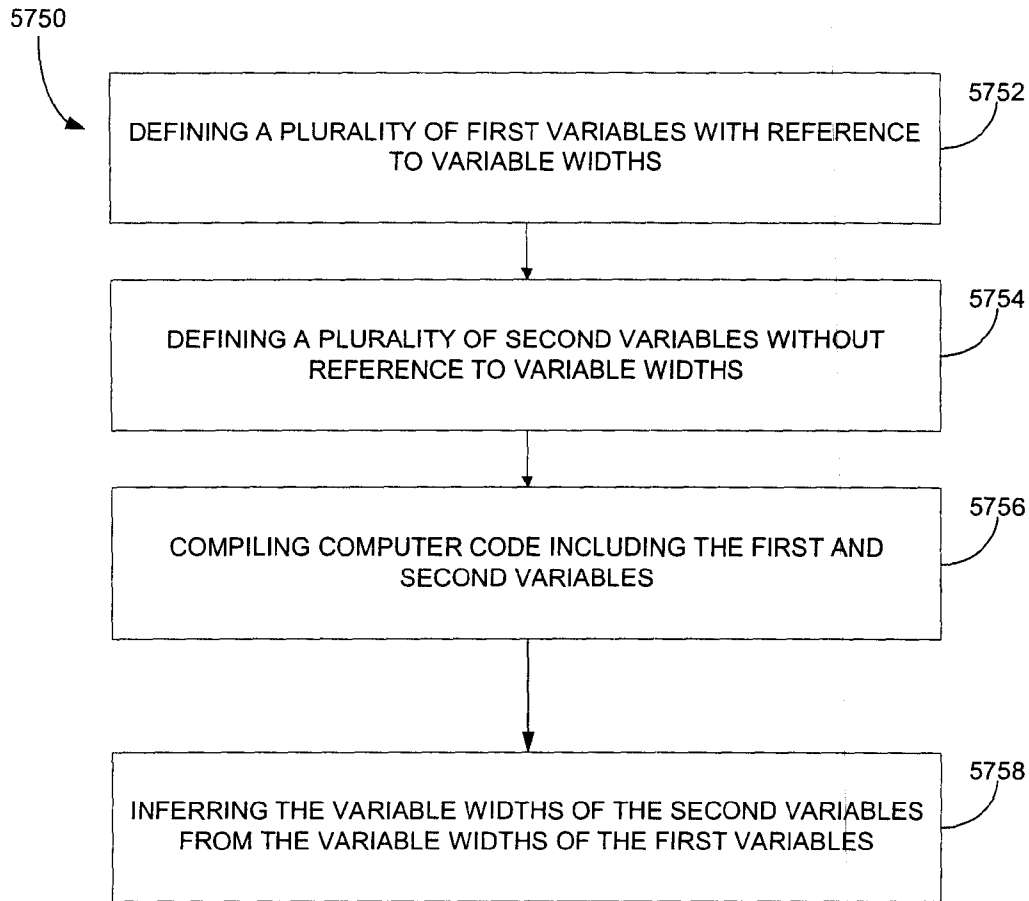 5750
5752
DEFINING A PLURALITY OF FIRST VARIABLES WITH REFERENCE
TO VARIABLE WIDTHS
5754
DEFINING A PLURALITY OF SECOND VARIABLES WITHOUT
REFERENCE TO VARIABLE WIDTHS
5756
COMPILING COMPUTER CODE INCLUDING THE FIRST AND
SECOND VARIABLES
5758
INFERRING THE VARIABLE WIDTHS OF THE SECOND VARIABLES
FROM THE VARIABLE WIDTHS OF THE FIRST VARIABLES